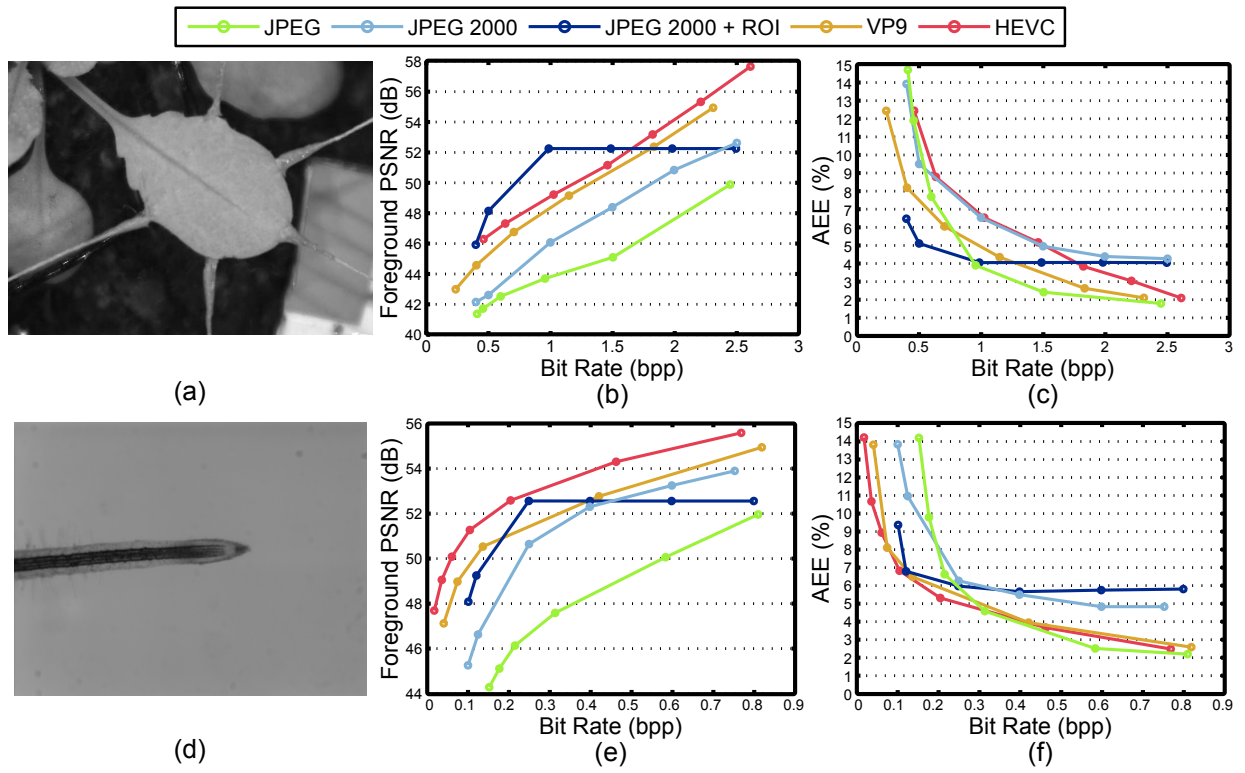 JPEG JPEG 2000 JPEG 2000 + ROI VP9 HEVC
(a)
Foreground PSNR (dB)
58
56
54
52
50
48
46
44
42
40
0 0.5 1 1.5 2 2.5 3
Bit Rate (bpp)
(b)
AEE (%)
15
14
13
12
11
10
9
8
7
6
5
4
3
2
1
0
0 0.5 1 1.5 2 2.5 3
Bit Rate (bpp)
(c)
(d)
Foreground PSNR (dB)
56
54
52
50
48
46
44
0 0.1 0.2 0.3 0.4 0.5 0.6 0.7 0.8 0.9
Bit Rate (bpp)
(e)
AEE (%)
15
14
13
12
11
10
9
8
7
6
5
4
3
2
1
0
0 0.1 0.2 0.3 0.4 0.5 0.6 0.7 0.8 0.9
Bit Rate (bpp)
(f)